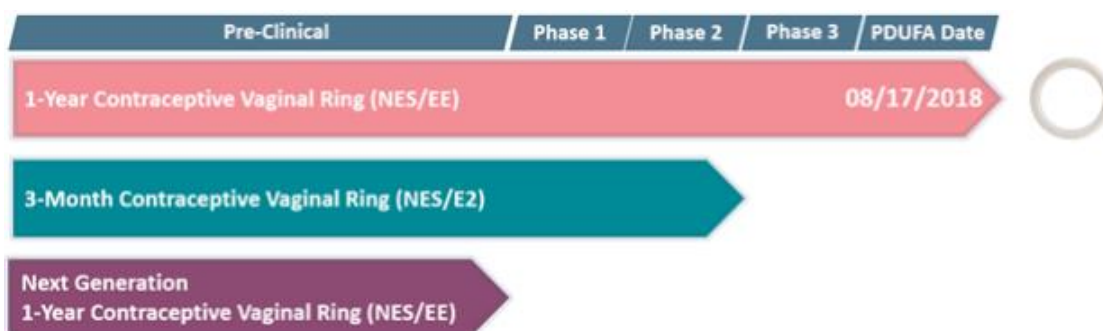 Pre-Clinical Phase 1 Phase 2 Phase 3 PDUFA Date
1-Year Contraceptive Vaginal Ring (NES/EE) 08/17/2018
3-Month Contraceptive Vaginal Ring (NES/E2)
Next Generation
1-Year Contraceptive Vaginal Ring (NES/EE)